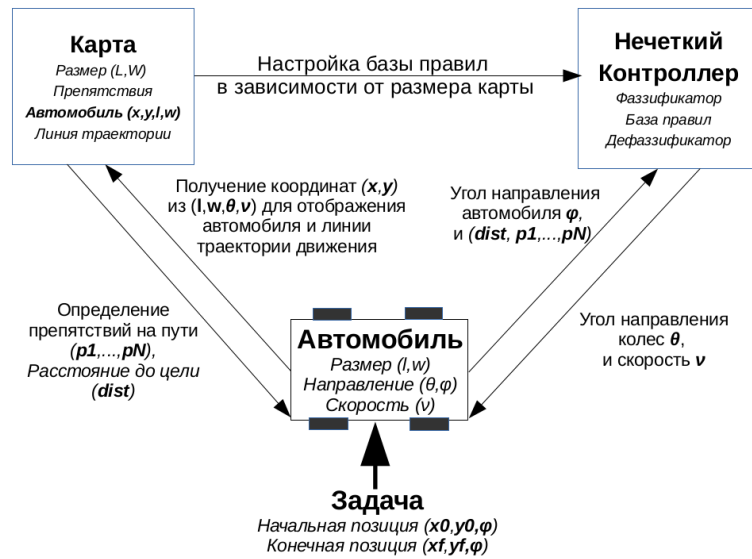 Карта
Размер (L,W)
Препятствия
Автомобиль (x,y,l,w)
Линия траектории
Настройка базы правил
в зависимости от размера карты
Нечеткий
Контроллер
Фаззификатор
База правил
Дефаззификатор
Получение координат (x,y)
из (l,w,θ,ν) для отображения
автомобиля и линии
траектории движения
Угол направления
автомобиля φ,
и (dist, p1,...,pN)
Определение
препятствий на пути
(p1,...,pN),
Расстояние до цели
(dist)
Автомобиль
Размер (l,w)
Направление (θ,φ)
Скорость (ν)
Угол направления
колес θ,
и скорость ν
Задача
Начальная позиция (x0,y0,φ)
Конечная позиция (xf,yf,φ)